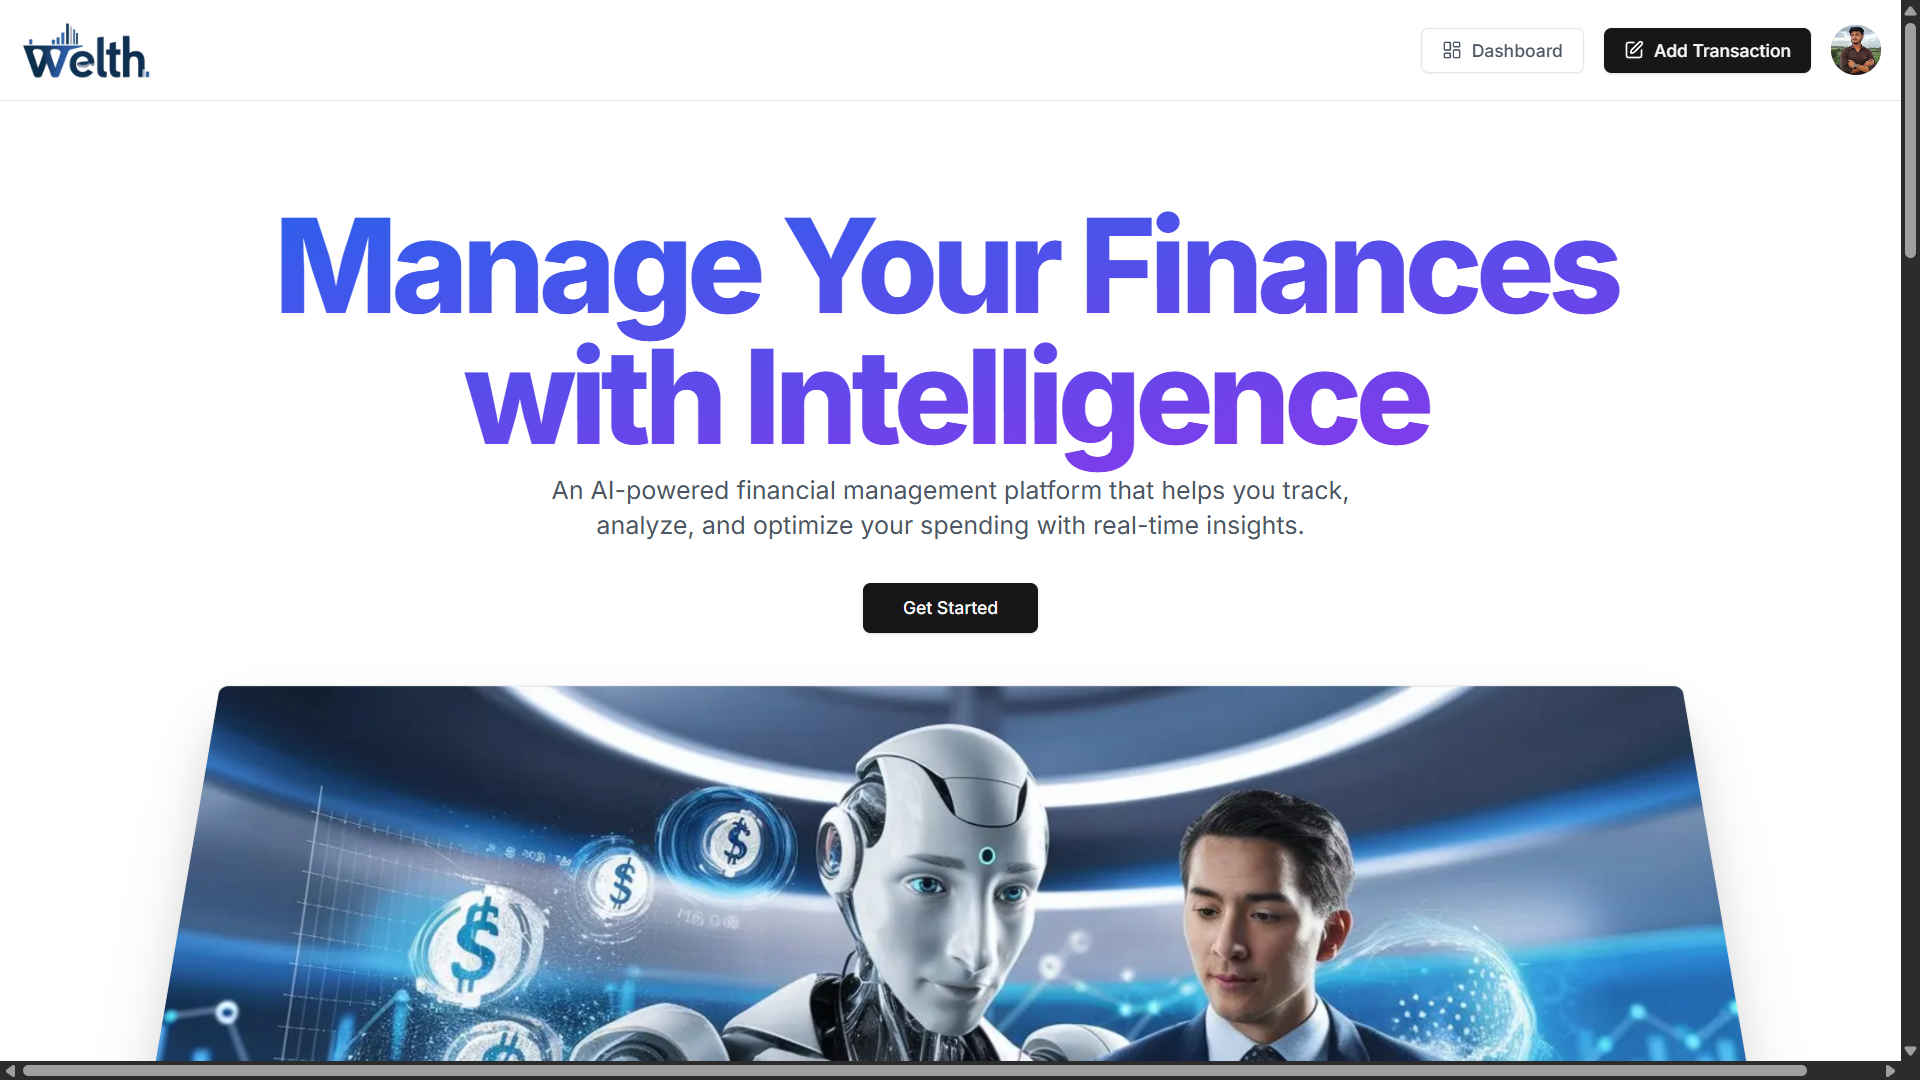 welth.
Dashboard
Add Transaction
Manage Your Finances
with Intelligence
An AI-powered financial management platform that helps you track,
analyze, and optimize your spending with real-time insights.
Get Started
$
$
$
$